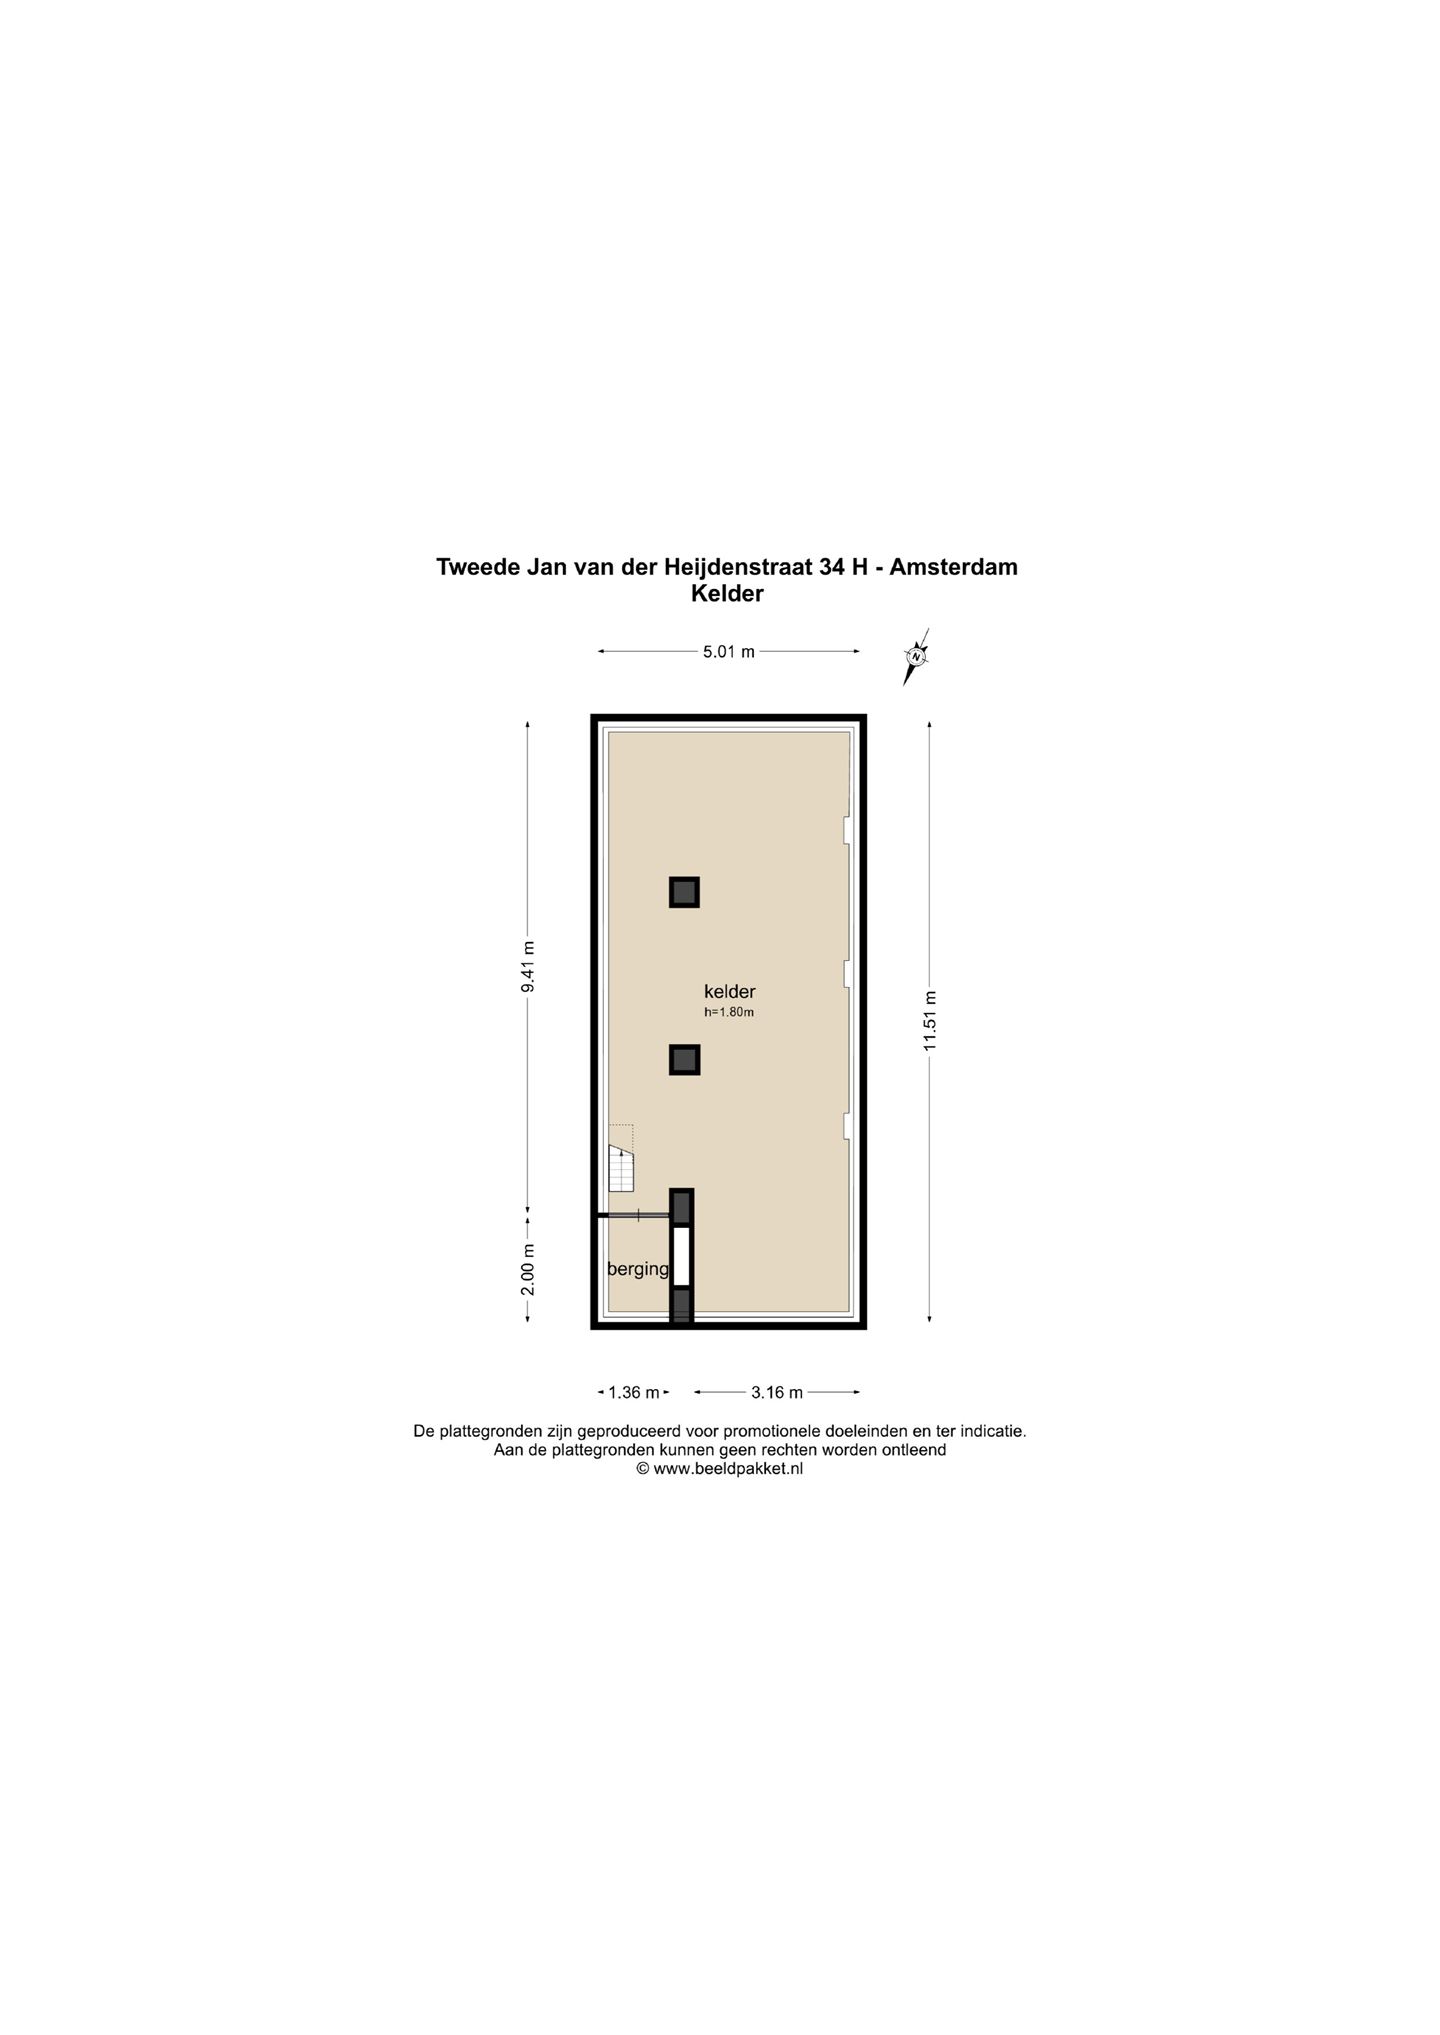 Tweede Jan van der Heijdenstraat 34 H - Amsterdam
Kelder
5.01 m
N
9.41 m
11.51 m
kelder
h=1.80m
2.00 m
berging
1.36 m
3.16 m
De plattegronden zijn geproduceerd voor promotionele doeleinden en ter indicatie.
Aan de plattegronden kunnen geen rechten worden ontleend
© www.beeldpakket.nl